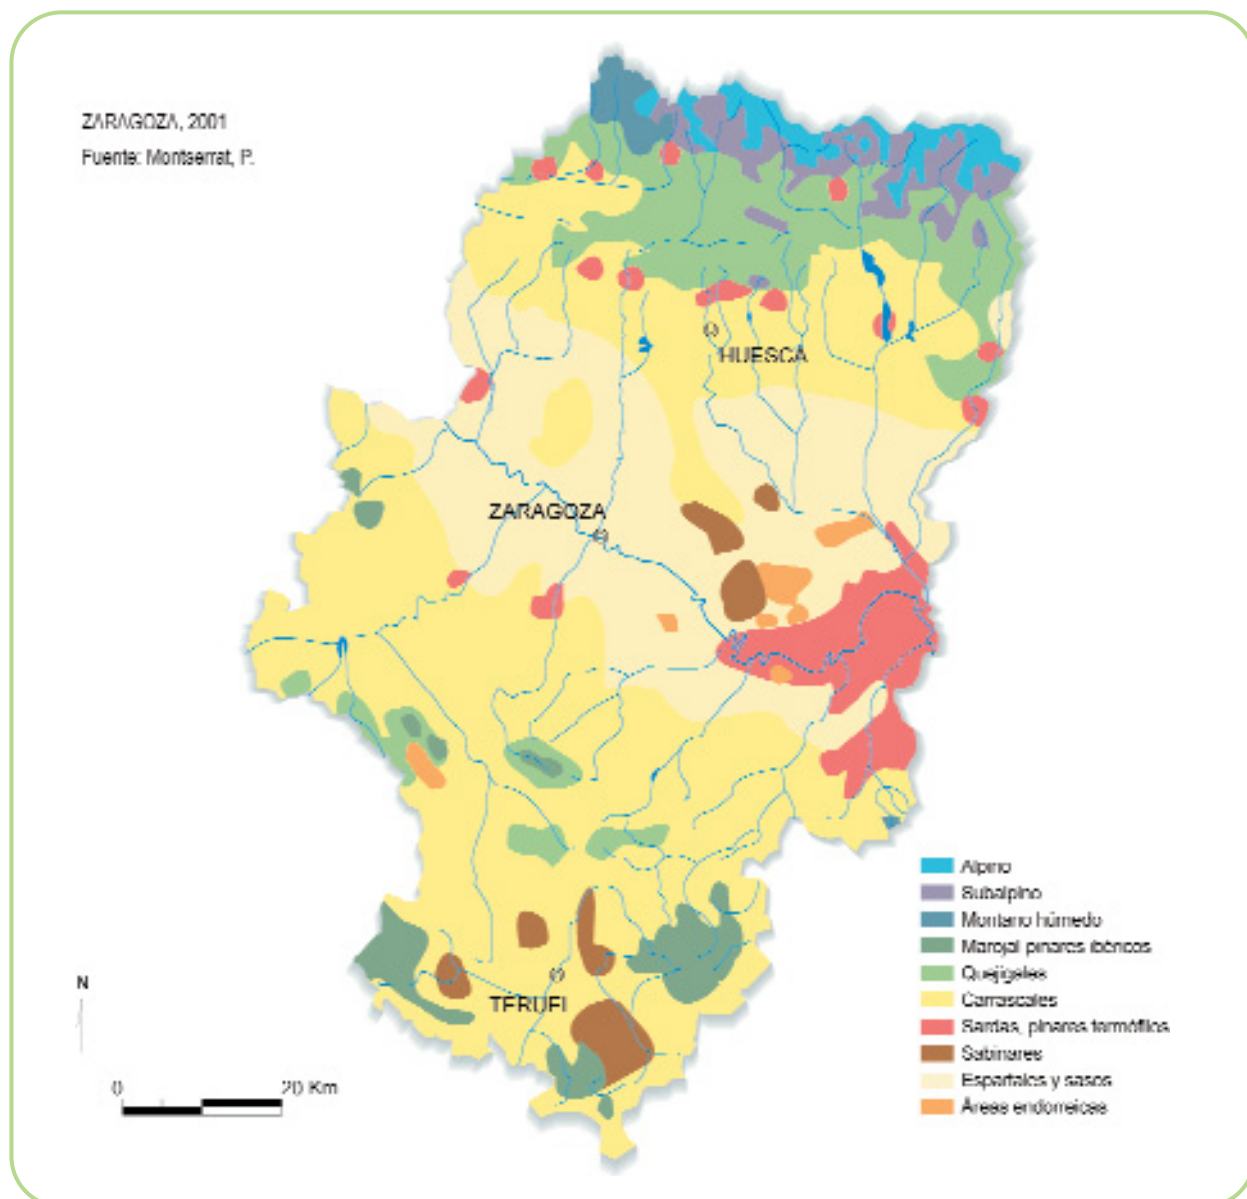 ZARAGOZA, 2001
Fuente: Montserrat, P.
HUESCA
ZARAGOZA
TERUEL
N
0 20 Km
Alpino
Subalpino
Montano húmedo
Marojal pinares ibéricos
Quejigales
Carrascales
Sardas, pinares termófilos
Sabinares
Espartales y sasos
Áreas endorreicas